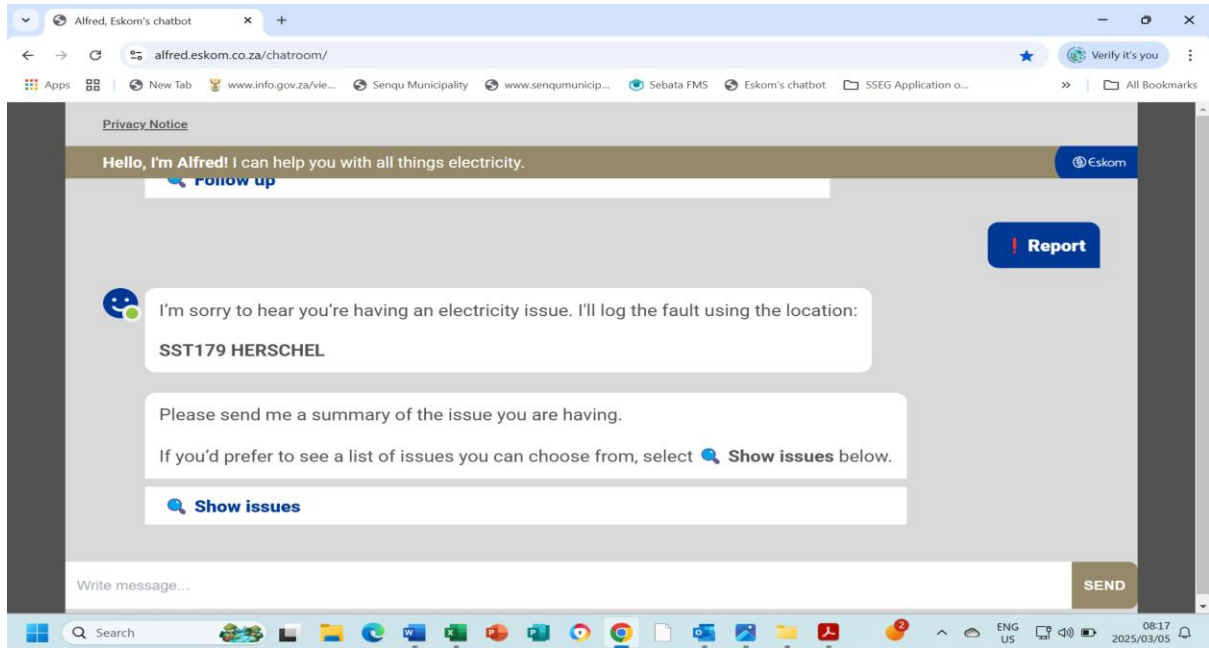 Alfred, Eskom's chatbot
alfred.eskom.co.za/chatroom/
Verify it's you
Apps
New Tab
www.info.gov.za/vie...
Senqu Municipality
www.senqumunicip...
Sebata FMS
Eskom's chatbot
SSEG Application o...
All Bookmarks
Privacy Notice
Hello, I'm Alfred! I can help you with all things electricity.
Eskom
Follow up
Report
I'm sorry to hear you're having an electricity issue. I'll log the fault using the location:
SST179 HERSCHEL
Please send me a summary of the issue you are having.
If you'd prefer to see a list of issues you can choose from, select 🔍 Show issues below.
Show issues
Write message...
SEND
Search
2
ENG
US
08:17
2025/03/05